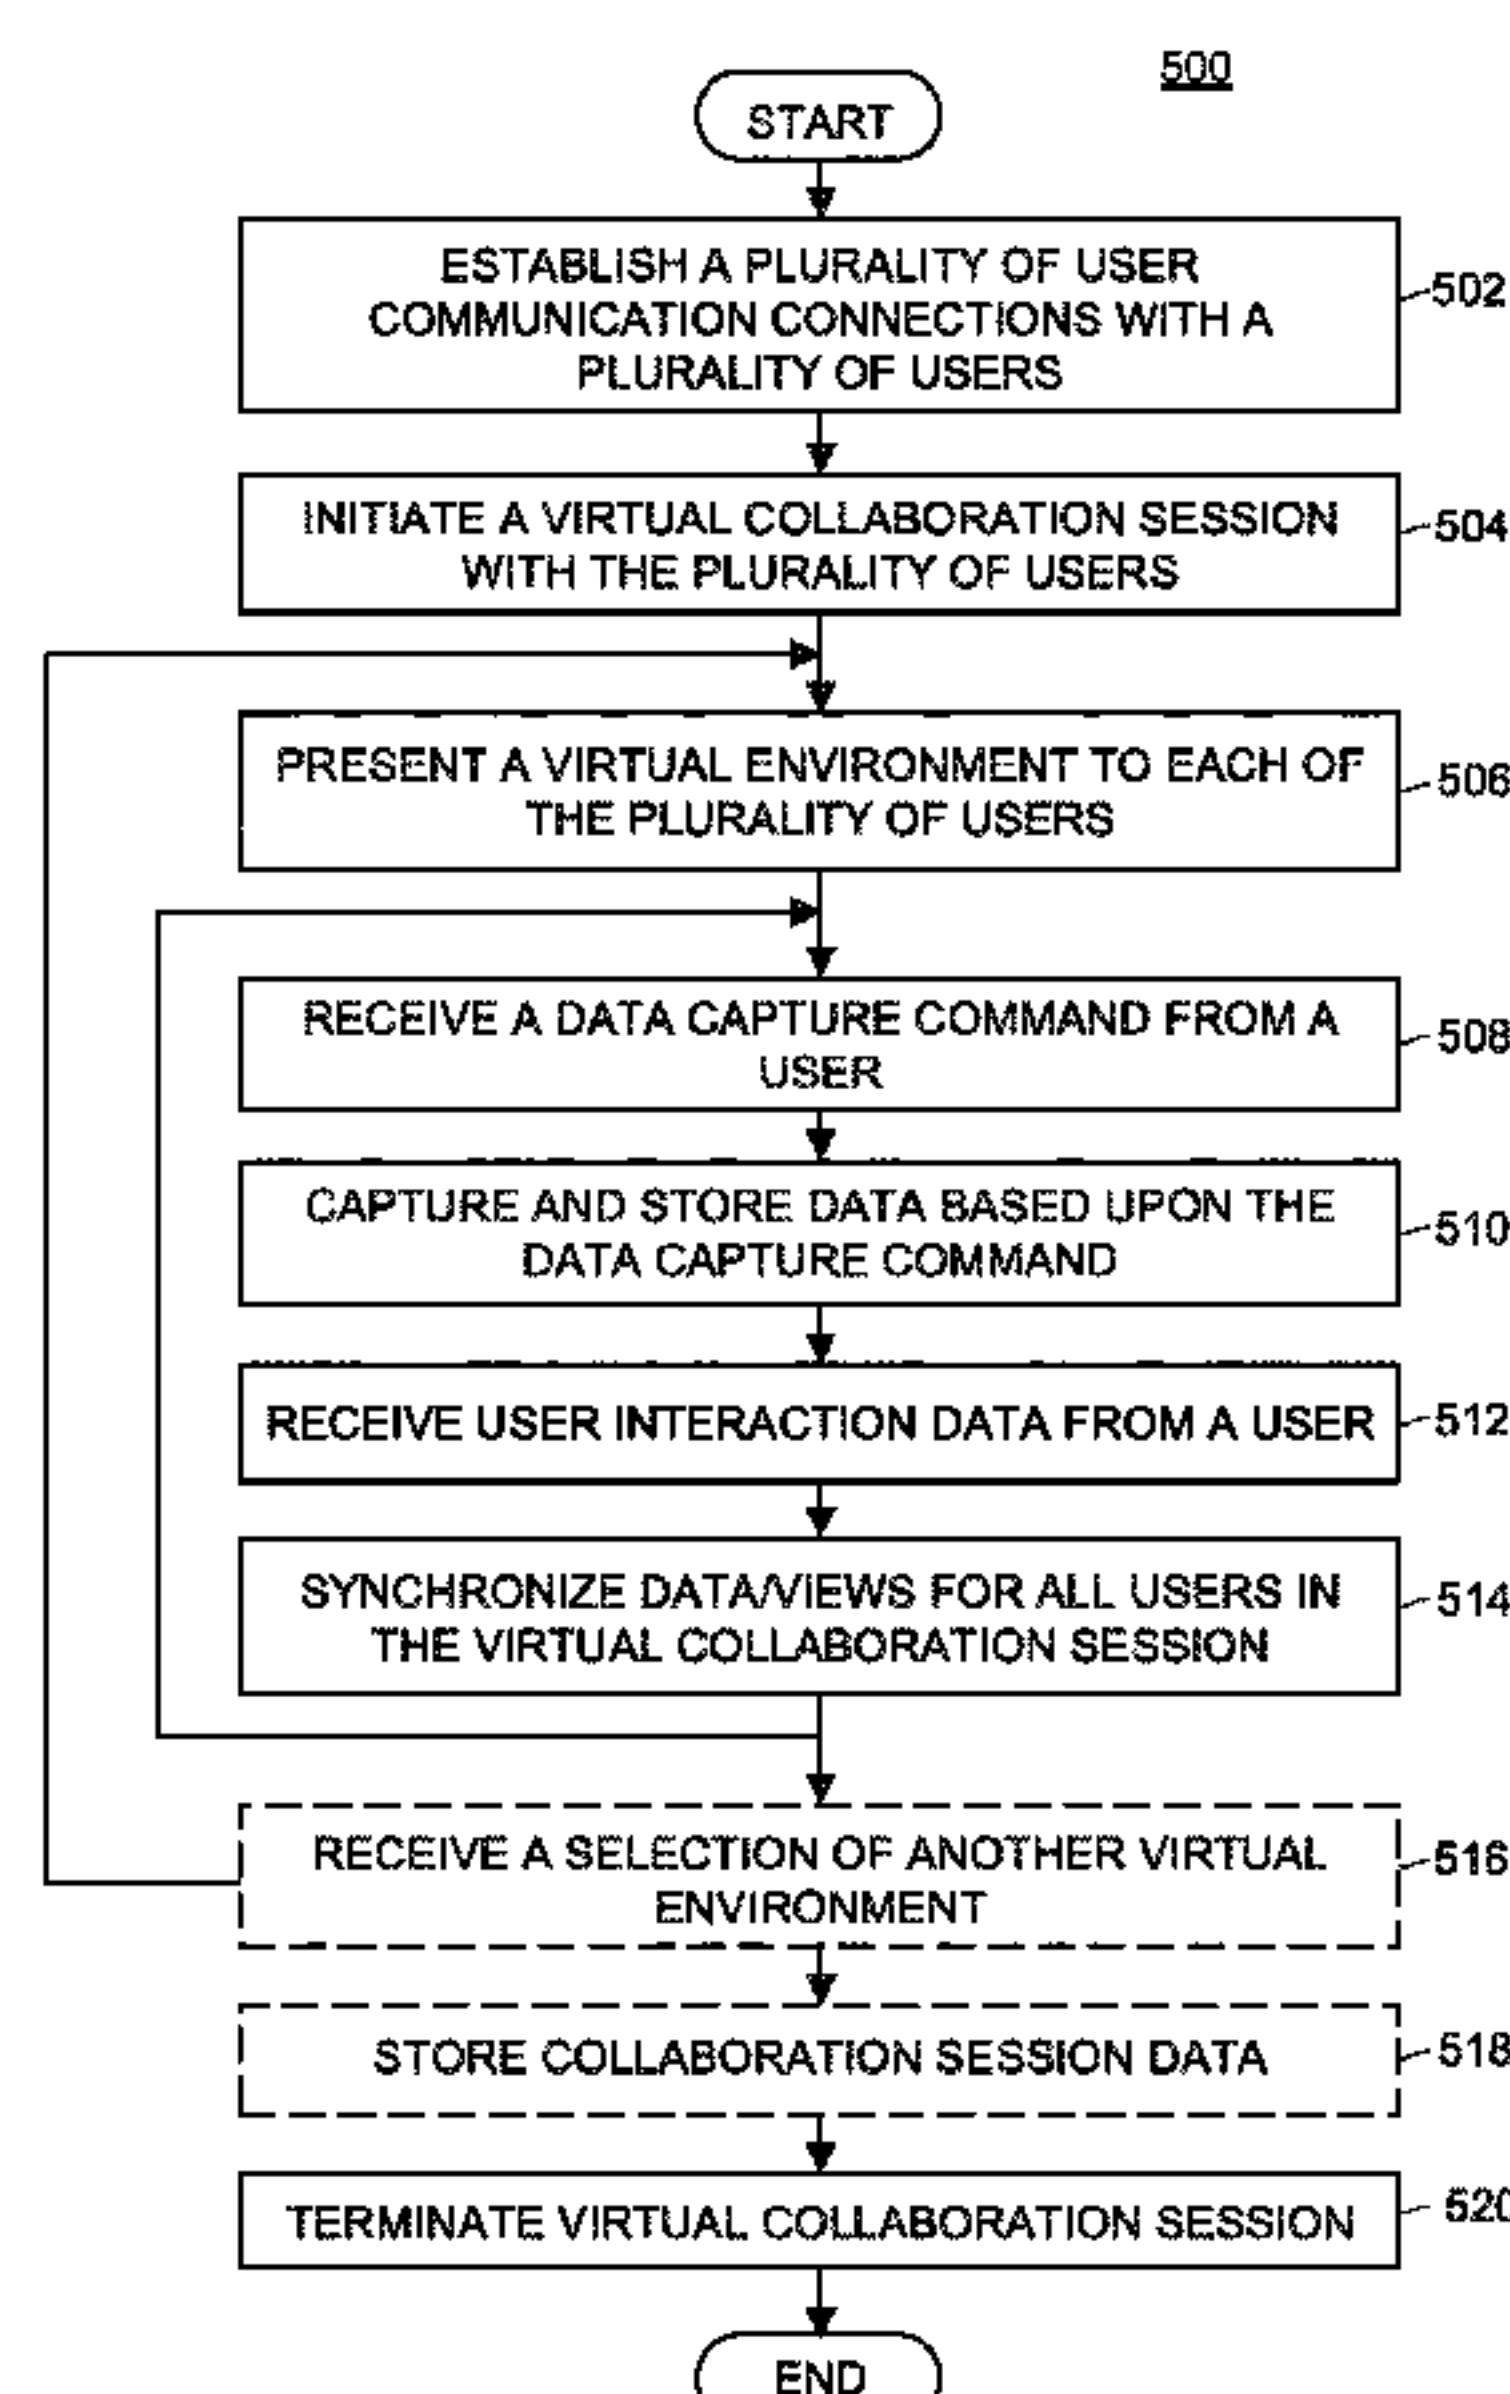 500
START
ESTABLISH A PLURALITY OF USER
COMMUNICATION CONNECTIONS WITH A
PLURALITY OF USERS
502
INITIATE A VIRTUAL COLLABORATION SESSION
WITH THE PLURALITY OF USERS
504
PRESENT A VIRTUAL ENVIRONMENT TO EACH OF
THE PLURALITY OF USERS
506
RECEIVE A DATA CAPTURE COMMAND FROM A
USER
508
CAPTURE AND STORE DATA BASED UPON THE
DATA CAPTURE COMMAND
510
RECEIVE USER INTERACTION DATA FROM A USER
512
SYNCHRONIZE DATA/VIEWS FOR ALL USERS IN
THE VIRTUAL COLLABORATION SESSION
514
RECEIVE A SELECTION OF ANOTHER VIRTUAL
ENVIRONMENT
516
STORE COLLABORATION SESSION DATA
518
TERMINATE VIRTUAL COLLABORATION SESSION
520
END